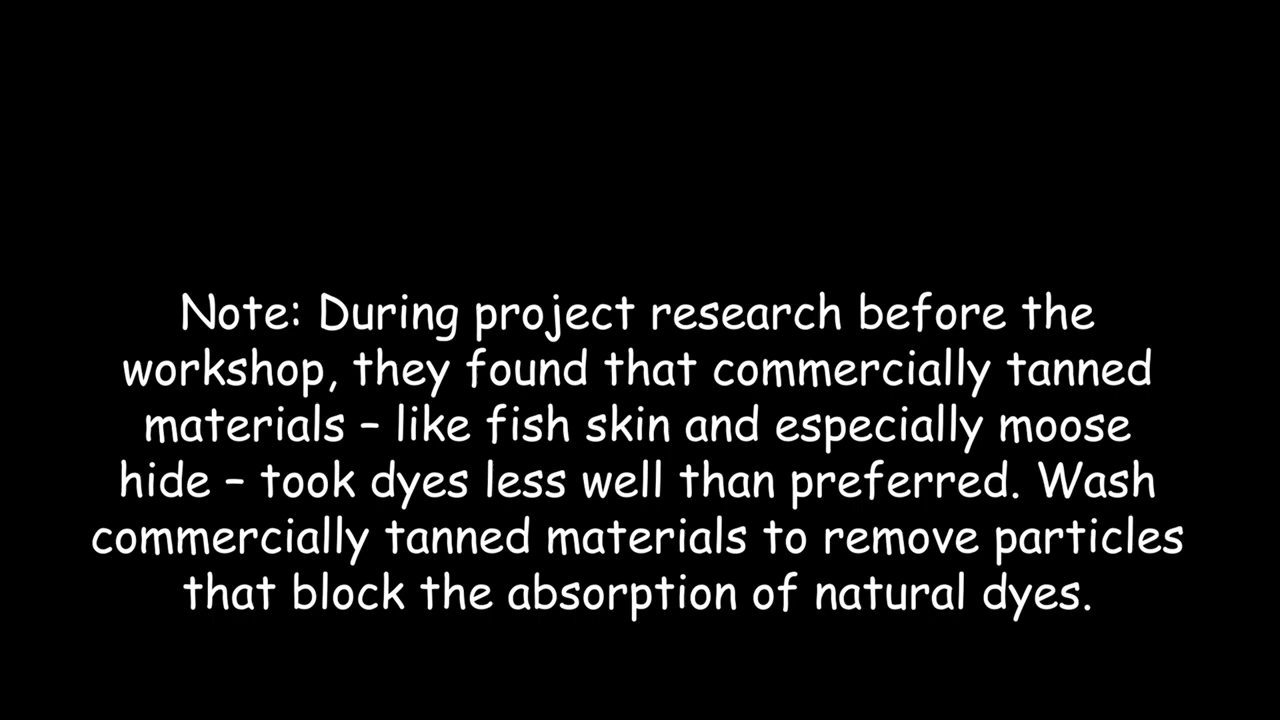 Note: During project research before the
workshop, they found that commercially tanned
materials – like fish skin and especially moose
hide – took dyes less well than preferred. Wash
commercially tanned materials to remove particles
that block the absorption of natural dyes.